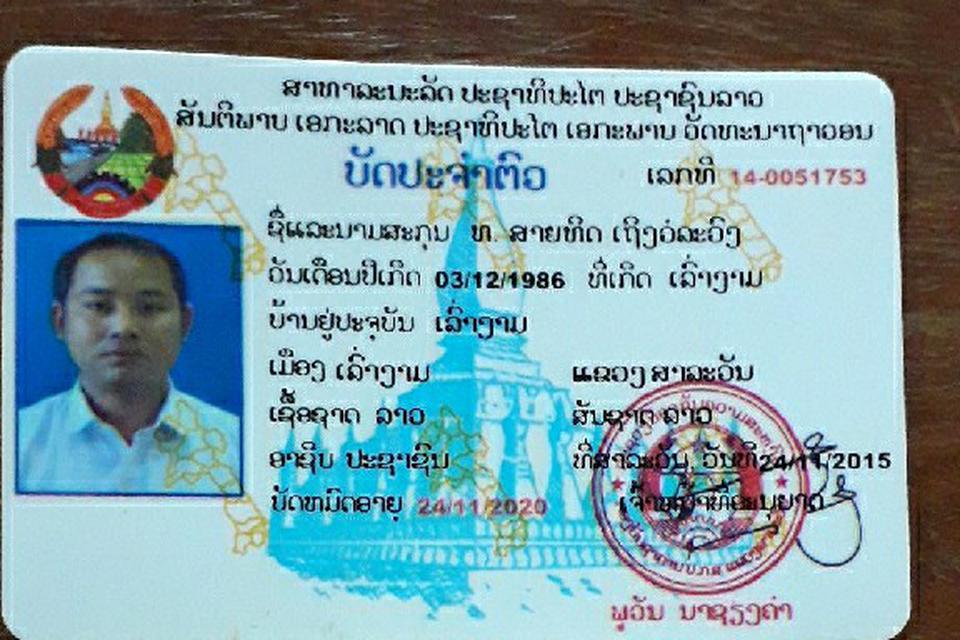 ສາທາລະນະລັດ ປະຊາທິປະໄຕ ປະຊາຊົນລາວ
ສັນຕິພາບ ເອກະລາດ ປະຊາທິປະໄຕ ເອກະພາບ ວັດທະນາຖາວອນ
ບັດປະຈຳຕົວ
ເລກທີ 14-0051753
ຊື່ແລະນາມສະກຸນ ທ. ສາຍທິດ ເຖິງວໍລະວົງ
ວັນເດືອນປີເກີດ 03/12/1986 ທີ່ເກີດ ເລົ່າງາມ
ບ້ານຢູ່ປະຈຸບັນ ເລົ່າງາມ
ເມືອງ ເລົ່າງາມ ແຂວງ ສາລະວັນ
ເຊື້ອຊາດ ລາວ ສັນຊາດ ລາວ
ອາຊີບ ປະຊາຊົນ ທີ່ສາລະວັນ, ວັນທີ 24/11/2015
ບັດຫມົດອາຍຸ 24/11/2020 ເຈົ້າຫນ້າທີ່ອະນຸຍາດ
ພູວັນ ນາຊຽງຄຳ